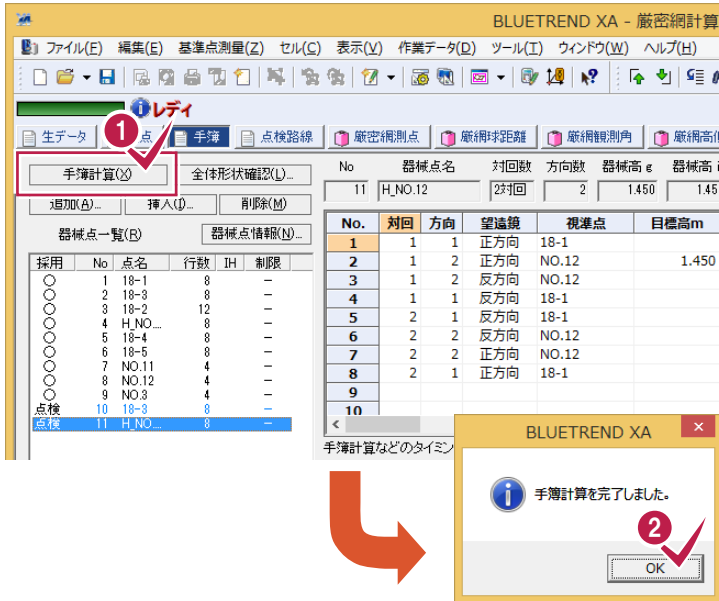 BLUETREND XA - 厳密網計算
ファイル(F) 編集(E) 基準点測量(Z) セル(C) 表示(V) 作業データ(D) ツール(T) ウィンドウ(W) ヘルプ(H)
レディ
生データ 点 手簿 点検路線 厳密網測点 厳網球距離 厳網観測角 厳網高低
1
手簿計算(X) 全体形状確認(L)...
追加(A)... 挿入(I)... 削除(M)
器械点一覧(R) 器械点情報(N)...
採用 No 点名 行数 IH 制限
○ 1 18-1 8 −
○ 2 18-3 8 −
○ 3 18-2 12 −
○ 4 H_NO.... 8 −
○ 5 18-4 8 −
○ 6 18-5 8 −
○ 7 NO.11 4 −
○ 8 NO.12 4 −
○ 9 NO.3 4 −
点検 10 18-3 8 −
点検 11 H_NO.... 8 −
No 器械点名 対回数 方向数 器械高 g 器械高 i
11 H_NO.12 2対回 2 1.450 1.45
No. 対回 方向 望遠鏡 視準点 目標高m
1 1 1 正方向 18-1
2 1 2 正方向 NO.12 1.450
3 1 2 反方向 NO.12
4 1 1 反方向 18-1
5 2 1 反方向 18-1
6 2 2 反方向 NO.12
7 2 2 正方向 NO.12
8 2 1 正方向 18-1
9
10
手簿計算などのタイミン
BLUETREND XA
手簿計算を完了しました。
2
OK